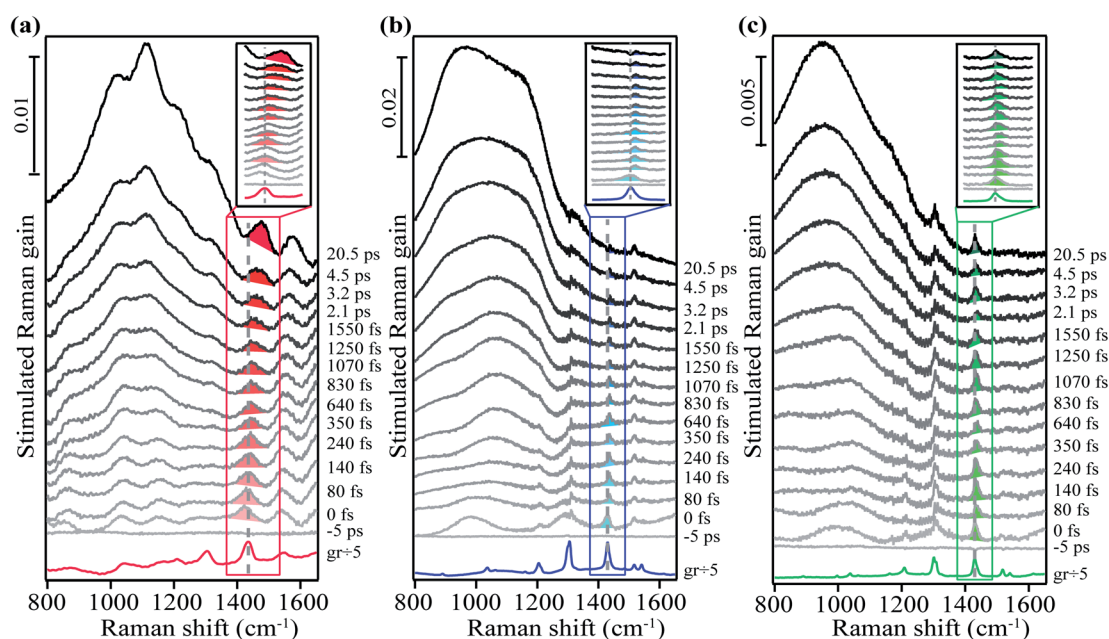 (a)
0.01
Stimulated Raman gain
20.5 ps
4.5 ps
3.2 ps
2.1 ps
1550 fs
1250 fs
1070 fs
830 fs
640 fs
350 fs
240 fs
140 fs
80 fs
0 fs
-5 ps
gr÷5
800 1000 1200 1400 1600
Raman shift (cm⁻¹)
(b)
0.02
Stimulated Raman gain
20.5 ps
4.5 ps
3.2 ps
2.1 ps
1550 fs
1250 fs
1070 fs
830 fs
640 fs
350 fs
240 fs
140 fs
80 fs
0 fs
-5 ps
gr÷5
800 1000 1200 1400 1600
Raman shift (cm⁻¹)
(c)
0.005
Stimulated Raman gain
20.5 ps
4.5 ps
3.2 ps
2.1 ps
1550 fs
1250 fs
1070 fs
830 fs
640 fs
350 fs
240 fs
140 fs
80 fs
0 fs
-5 ps
gr÷5
800 1000 1200 1400 1600
Raman shift (cm⁻¹)